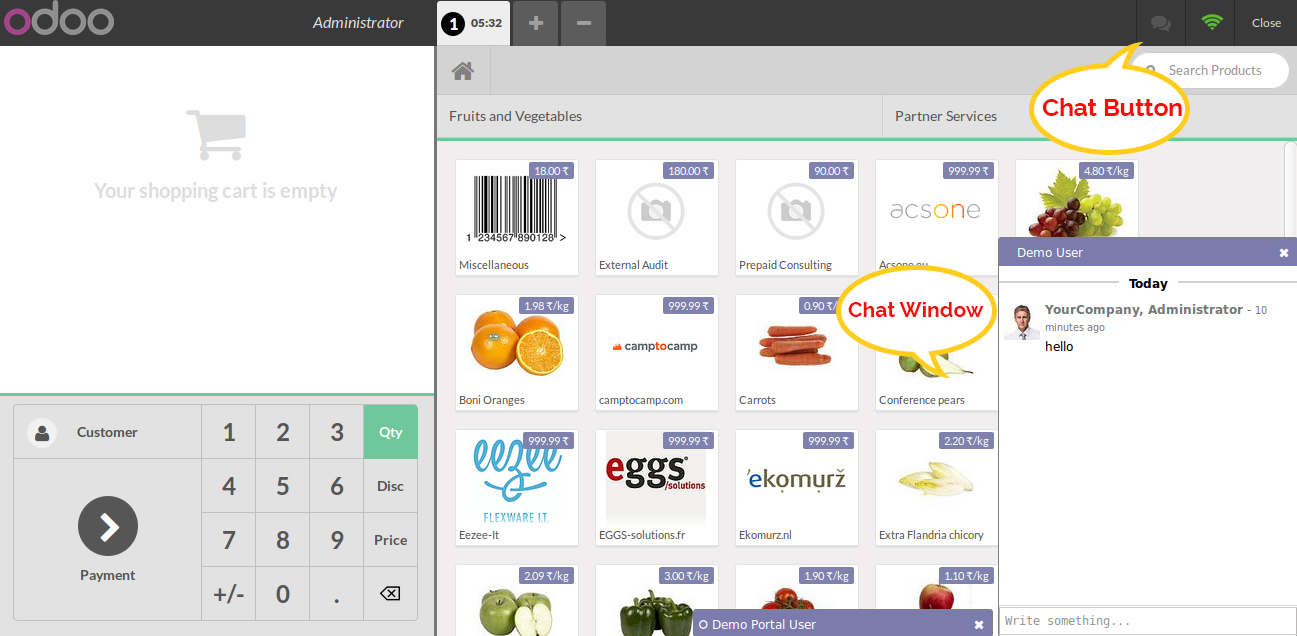 odoo
Administrator
1 05:32
Close
Search Products
Chat Button
Fruits and Vegetables
Partner Services
Your shopping cart is empty
18.00 ₹
180.00 ₹
90.00 ₹
999.99 ₹
4.80 ₹/kg
1 234567 890128 >
acsone
Miscellaneous
External Audit
Prepaid Consulting
Acsone.eu
Demo User
Today
YourCompany, Administrator - 10
minutes ago
hello
Chat Window
1.98 ₹/kg
999.99 ₹
0.90 ₹/
camptocamp
Boni Oranges
camptocamp.com
Carrots
Conference pears
Customer
1 2 3 Qty
4 5 6 Disc
7 8 9 Price
+/- 0 .
Payment
999.99 ₹
999.99 ₹
999.99 ₹
2.20 ₹/kg
eezee
FLEXWARE I.T.
eggs
/solutions
'ekomurž
Eezee-It
EGGS-solutions.fr
Ekomurz.nl
Extra Flandria chicory
2.09 ₹/kg
3.00 ₹/kg
1.90 ₹/kg
1.10 ₹/kg
Demo Portal User
Write something...